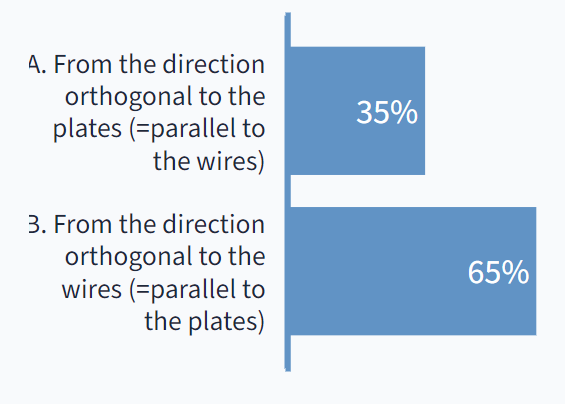 A. From the direction
orthogonal to the
plates (=parallel to
the wires)
35%
B. From the direction
orthogonal to the
wires (=parallel to
the plates)
65%